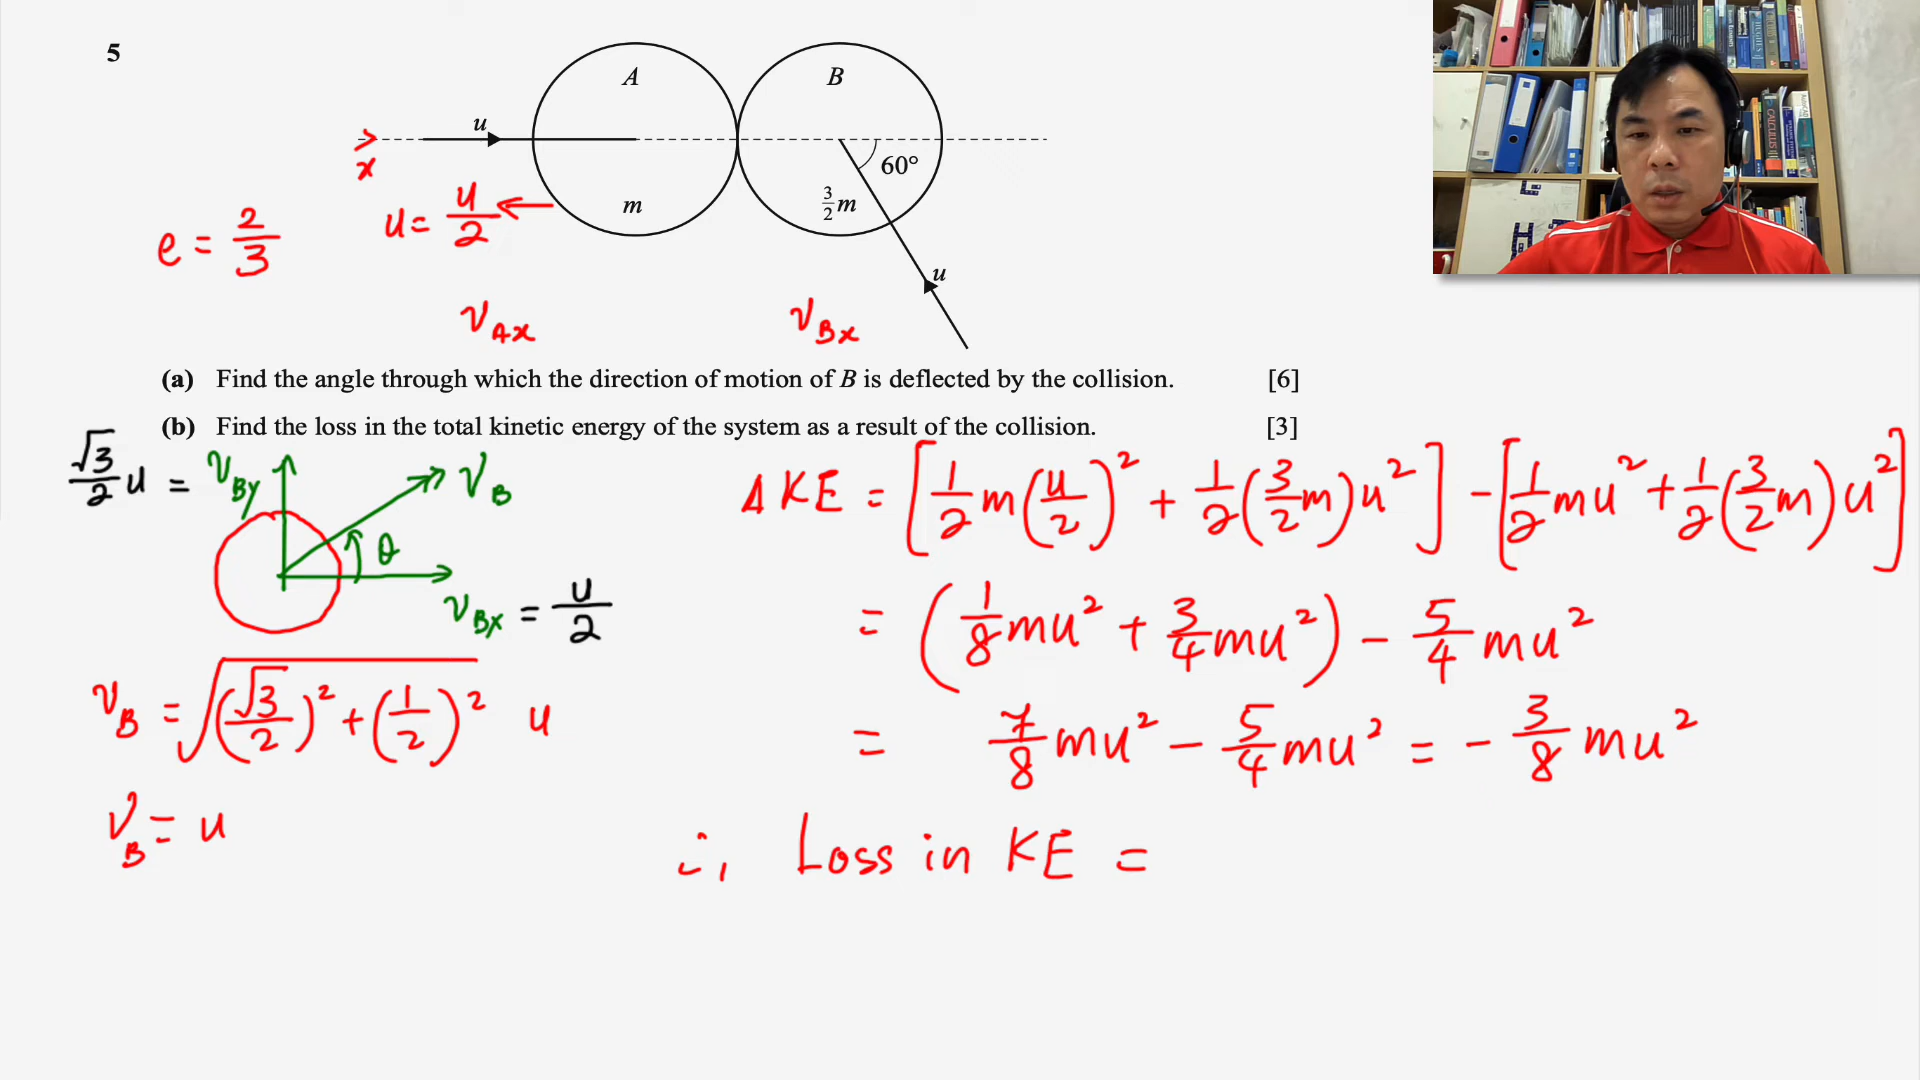 5
A B
u
60°
> x
e = 2/3
u = u/2 ←
m
3/2 m
u
v_Ax v_Bx
(a) Find the angle through which the direction of motion of B is deflected by the collision. [6]
(b) Find the loss in the total kinetic energy of the system as a result of the collision. [3]
√3/2 u = v_By
v_B
θ
v_Bx = u/2
v_B = √((√3/2)² + (1/2)²) u
v_B = u
Δ KE = [1/2 m(u/2)² + 1/2(3/2 m)u²] - [1/2 mu² + 1/2(3/2 m)u²]
= (1/8 mu² + 3/4 mu²) - 5/4 mu²
= 7/8 mu² - 5/4 mu² = - 3/8 mu²
∴ Loss in KE =
CALCULUS